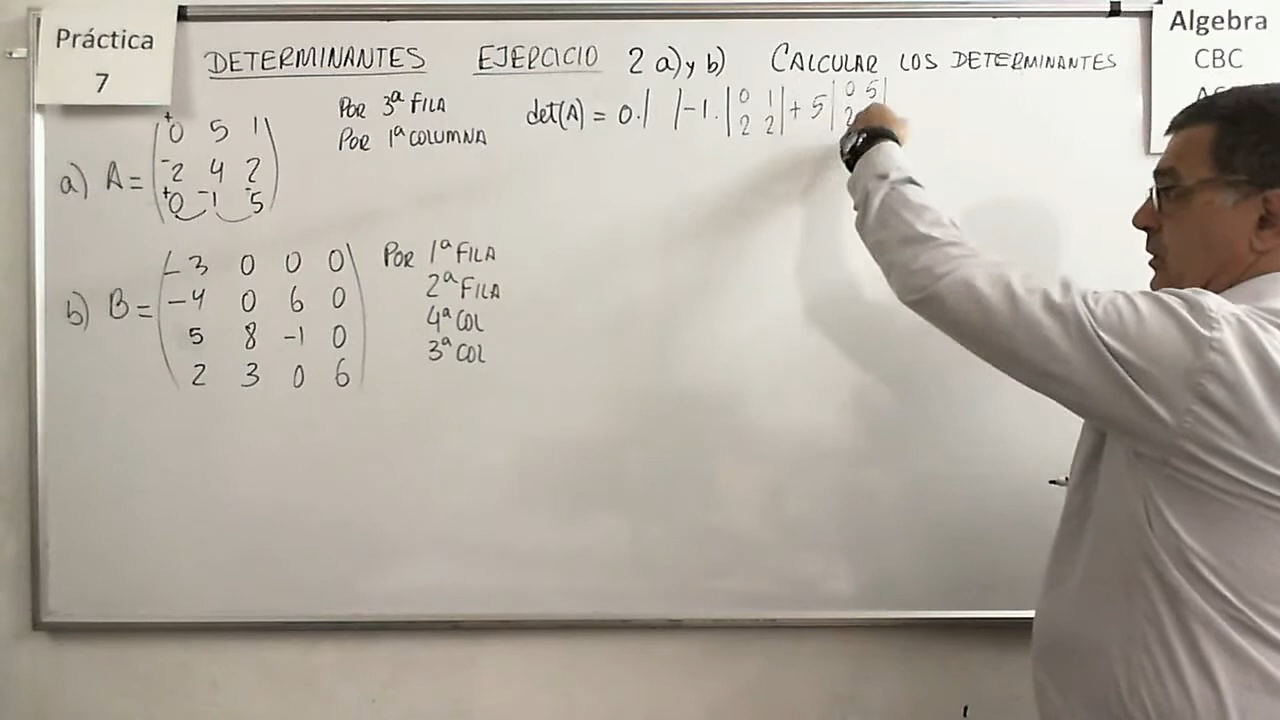 Práctica
7
DETERMINANTES EJERCICIO 2 a) y b) CALCULAR LOS DETERMINANTES
Algebra
CBC
POR 3ª FILA
POR 1ª COLUMNA
det(A) = 0.| |-1.|0 1| + 5|0 5
2 2 2
a) A = (0 5 1)
2 4 2
0 1 5
b) B = (-3 0 0 0)
-4 0 6 0
5 8 -1 0
2 3 0 6
POR 1ª FILA
2ª FILA
4ª COL
3ª COL